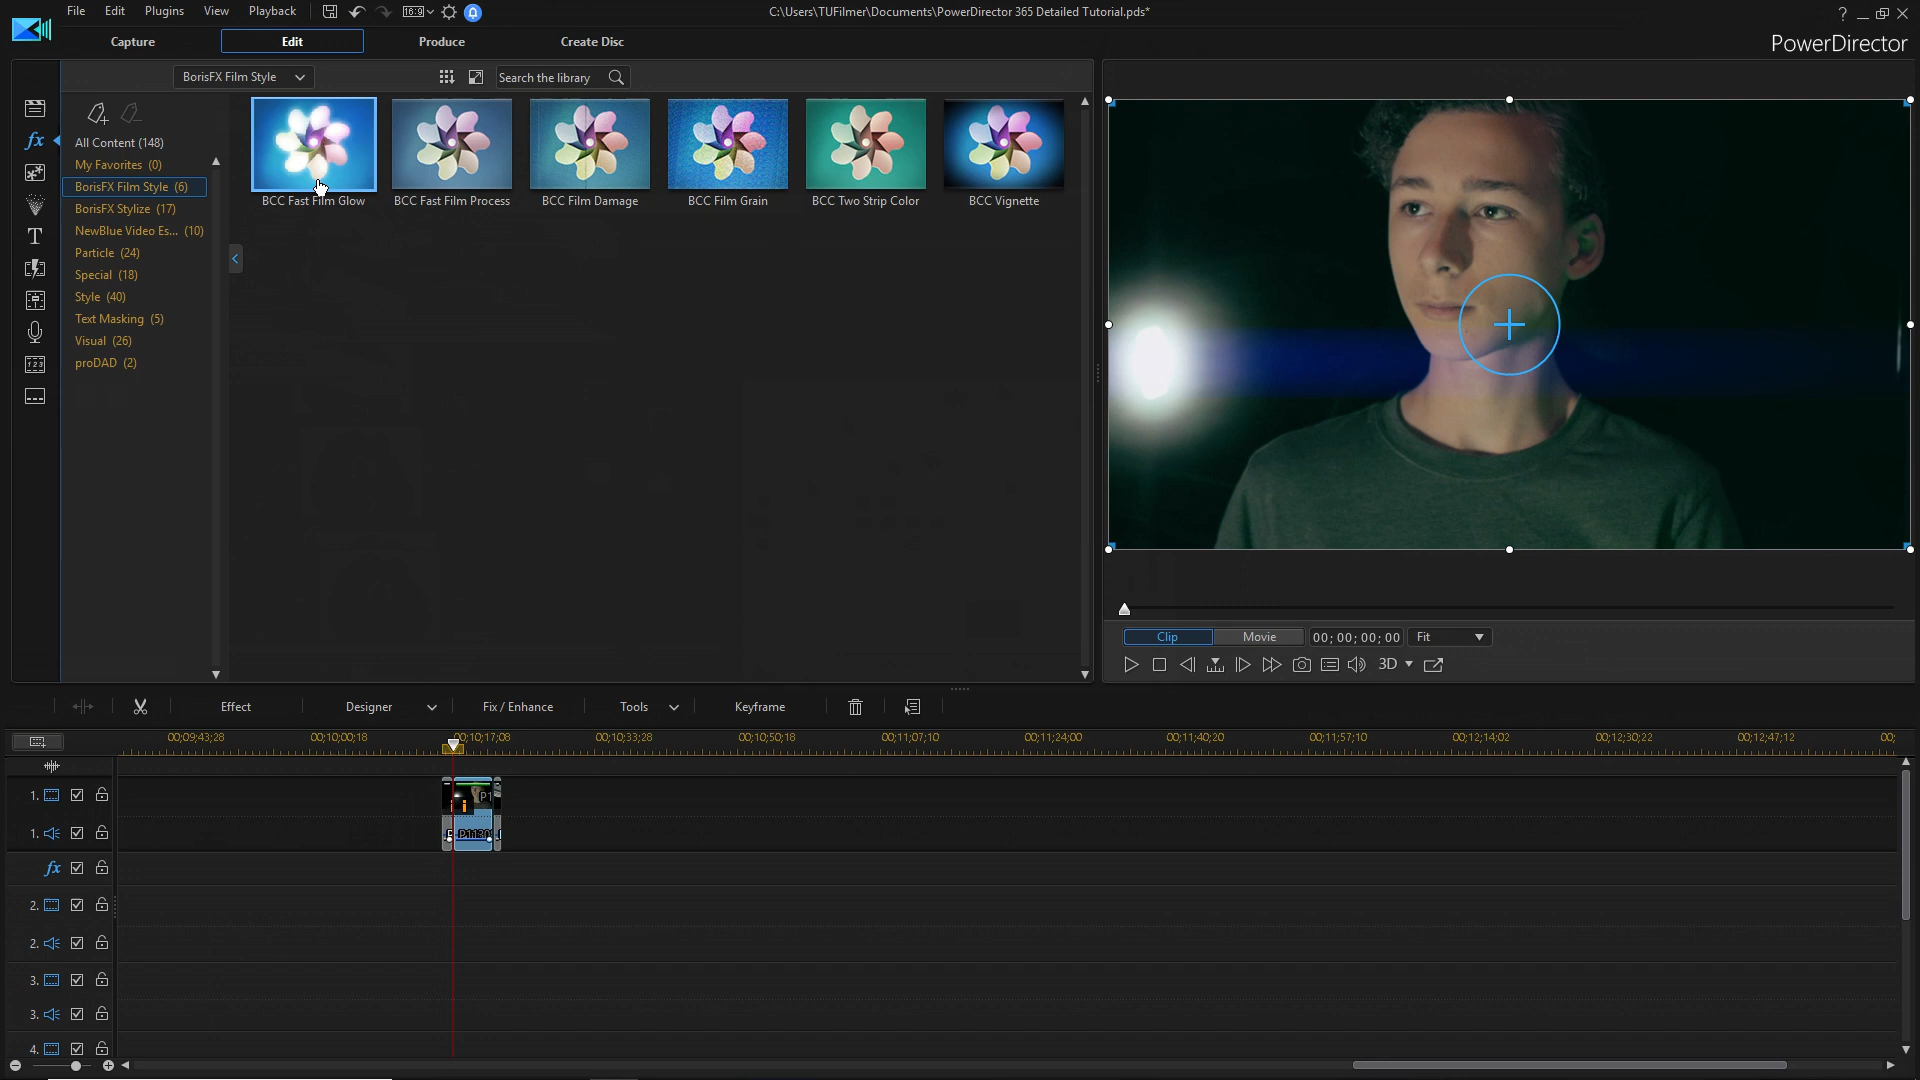 File Edit Plugins View Playback 16:9 C:\Users\TUFilmer\Documents\PowerDirector 365 Detailed Tutorial.pds* ?
Capture Edit Produce Create Disc PowerDirector
BorisFX Film Style Search the library
All Content (148)
My Favorites (0)
BorisFX Film Style (6)
BorisFX Stylize (17)
NewBlue Video Es... (10)
Particle (24)
Special (18)
Style (40)
Text Masking (5)
Visual (26)
proDAD (2)
fx
T
BCC Fast Film Glow BCC Fast Film Process BCC Film Damage BCC Film Grain BCC Two Strip Color BCC Vignette
Clip Movie 00;00;00;00 Fit
3D
Effect Designer Fix / Enhance Tools Keyframe
00;09;43;28 00;10;00;18 00;10;17;08 00;10;33;28 00;10;50;18 00;11;07;10 00;11;24;00 00;11;40;20 00;11;57;10 00;12;14;02 00;12;30;22 00;12;47;12 00;
1. P1
1.
fx
2.
2.
3.
3.
4.